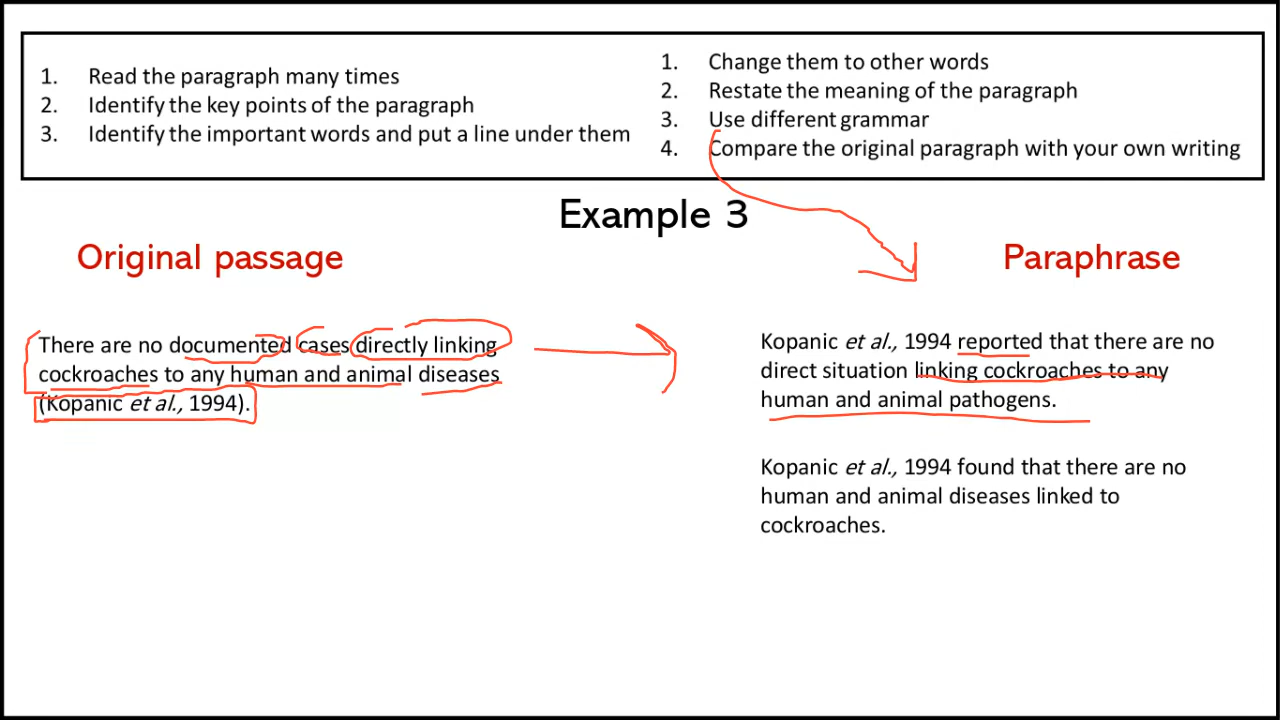 1. Read the paragraph many times
2. Identify the key points of the paragraph
3. Identify the important words and put a line under them
1. Change them to other words
2. Restate the meaning of the paragraph
3. Use different grammar
4. Compare the original paragraph with your own writing
Example 3
Original passage
There are no documented cases directly linking
cockroaches to any human and animal diseases
(Kopanic et al., 1994).
Paraphrase
Kopanic et al., 1994 reported that there are no
direct situation linking cockroaches to any
human and animal pathogens.
Kopanic et al., 1994 found that there are no
human and animal diseases linked to
cockroaches.